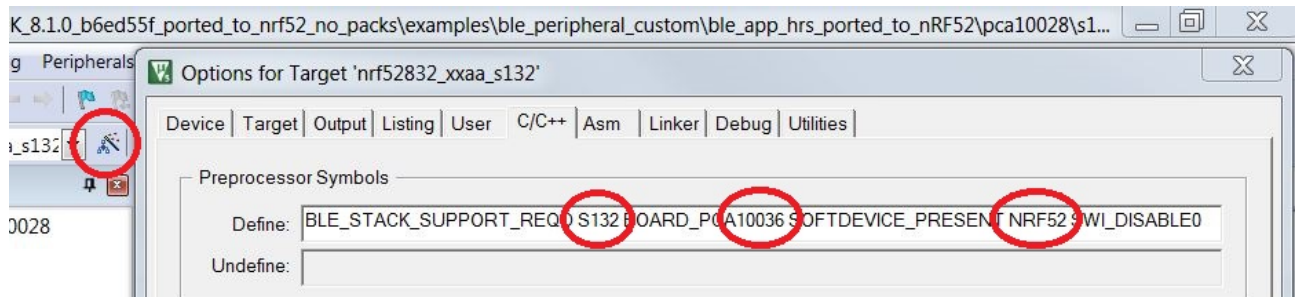 K_8.1.0_b6ed55f_ported_to_nrf52_no_packs\examples\ble_peripheral_custom\ble_app_hrs_ported_to_nRF52\pca10028\s1...
g Peripherals
Options for Target 'nrf52832_xxaa_s132'
Device Target Output Listing User C/C++ Asm Linker Debug Utilities
a_s132
Preprocessor Symbols
Define: BLE_STACK_SUPPORT_REQD S132 BOARD_PCA10036 SOFTDEVICE_PRESENT NRF52 SWI_DISABLE0
0028
Undefine: